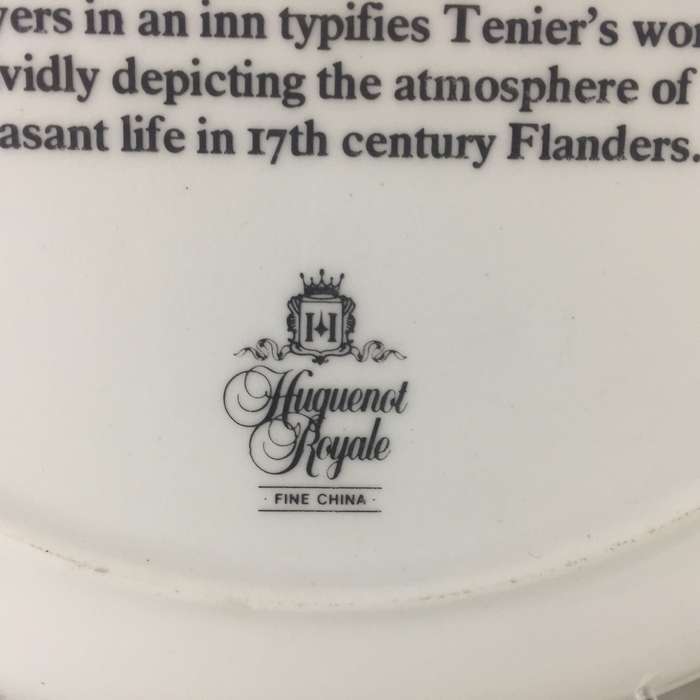 yers in an inn typifies Tenier's wor
vidly depicting the atmosphere of
asant life in 17th century Flanders.
H
Huguenot
Royale
· FINE CHINA ·